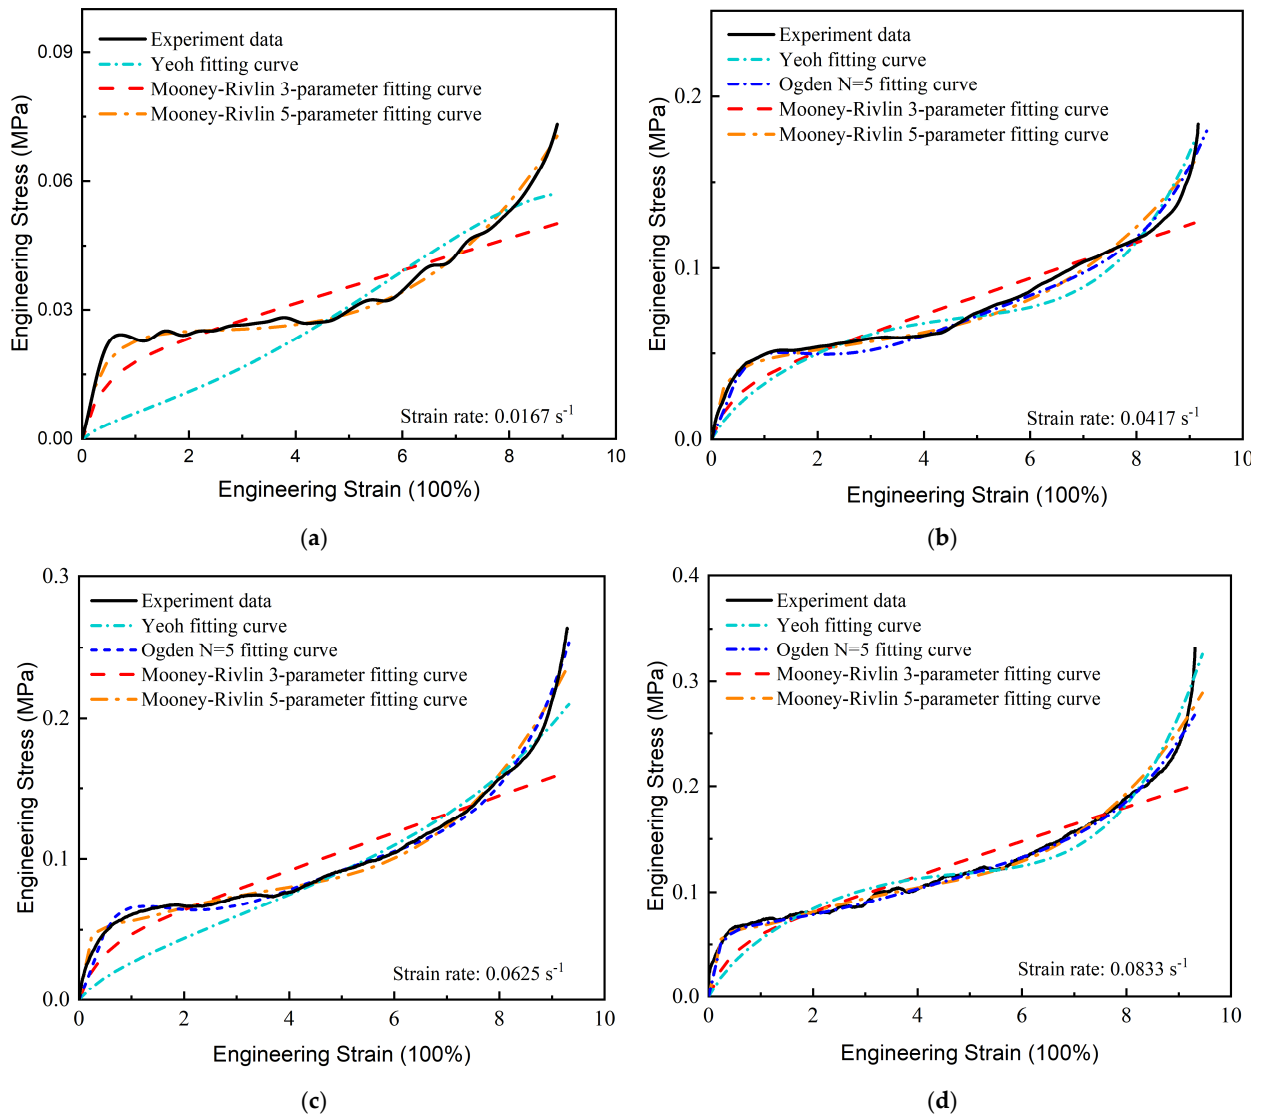 Experiment data
Yeoh fitting curve
Mooney-Rivlin 3-parameter fitting curve
Mooney-Rivlin 5-parameter fitting curve
0.09
0.06
0.03
0.00
Engineering Stress (MPa)
Strain rate: 0.0167 s⁻¹
0 2 4 6 8 10
Engineering Strain (100%)
(a)
Experiment data
Yeoh fitting curve
Ogden N=5 fitting curve
Mooney-Rivlin 3-parameter fitting curve
Mooney-Rivlin 5-parameter fitting curve
0.2
0.1
0.0
Engineering Stress (MPa)
Strain rate: 0.0417 s⁻¹
0 2 4 6 8 10
Engineering Strain (100%)
(b)
Experiment data
Yeoh fitting curve
Ogden N=5 fitting curve
Mooney-Rivlin 3-parameter fitting curve
Mooney-Rivlin 5-parameter fitting curve
0.3
0.2
0.1
0.0
Engineering Stress (MPa)
Strain rate: 0.0625 s⁻¹
0 2 4 6 8 10
Engineering Strain (100%)
(c)
Experiment data
Yeoh fitting curve
Ogden N=5 fitting curve
Mooney-Rivlin 3-parameter fitting curve
Mooney-Rivlin 5-parameter fitting curve
0.4
0.3
0.2
0.1
0.0
Engineering Stress (MPa)
Strain rate: 0.0833 s⁻¹
0 2 4 6 8 10
Engineering Strain (100%)
(d)